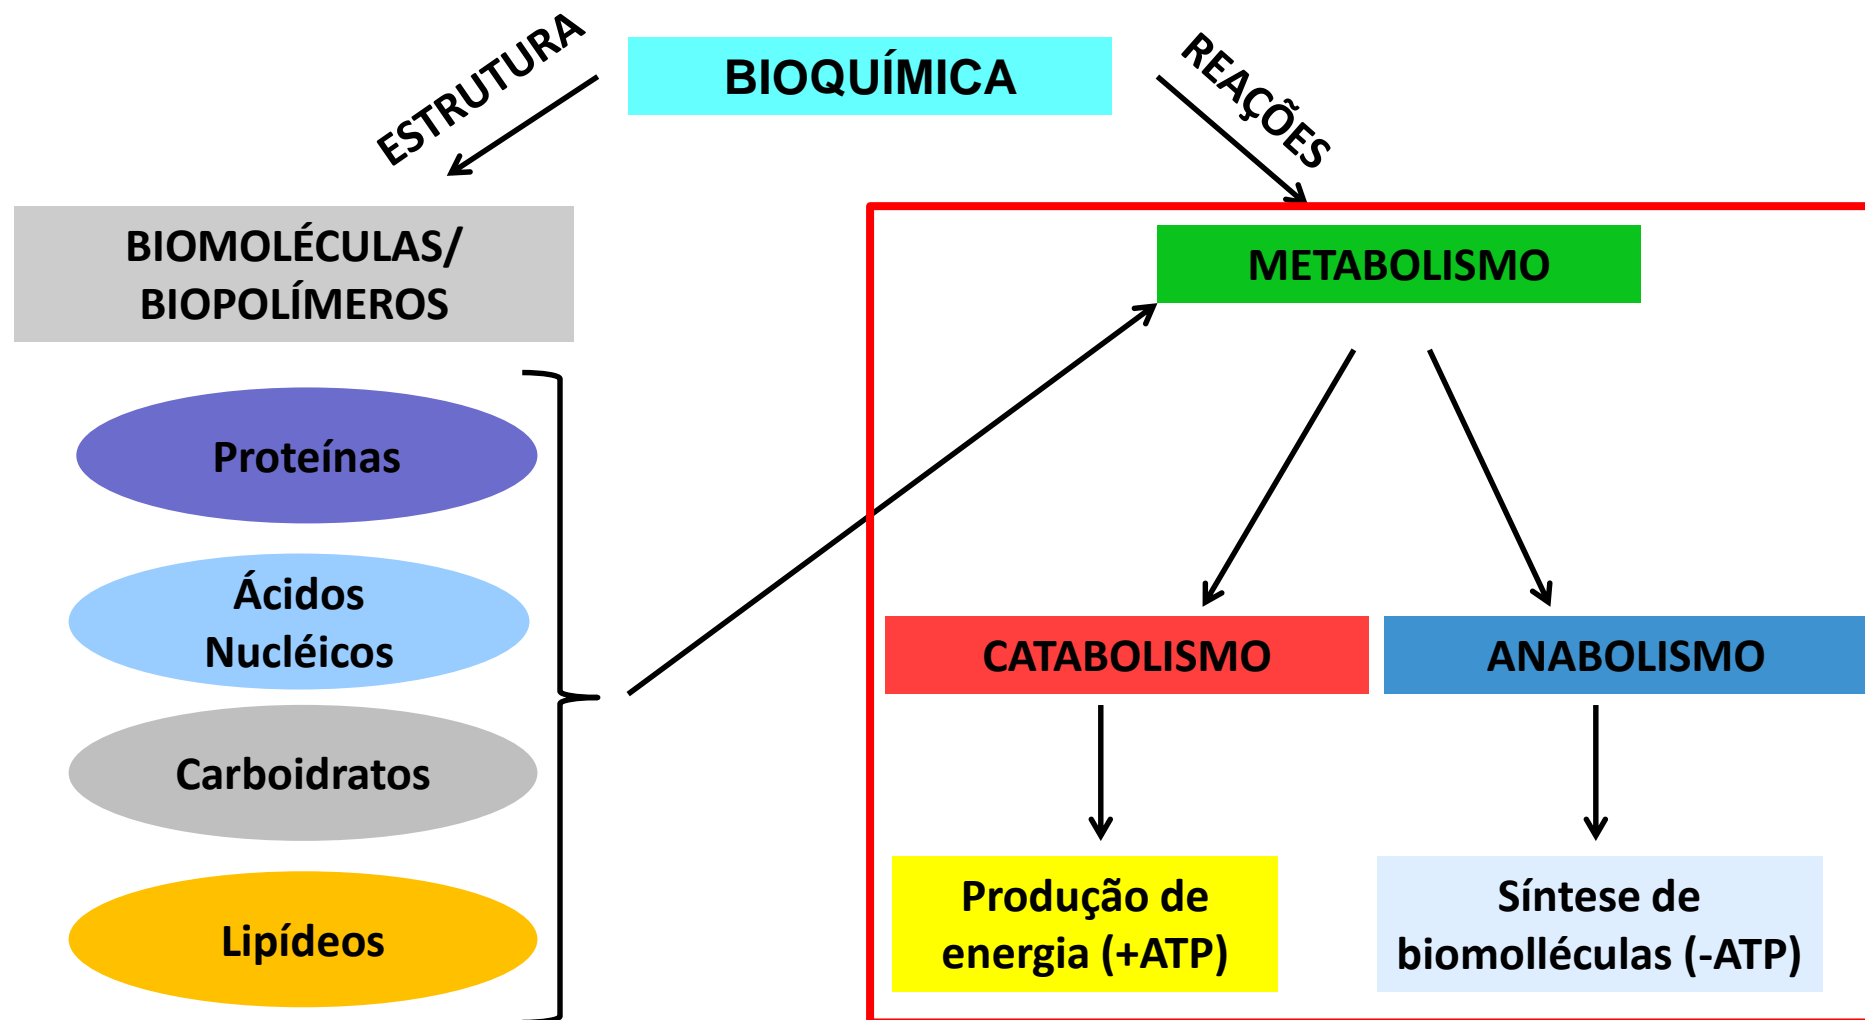 BIOQUÍMICA
ESTRUTURA
REAÇÕES
BIOMOLÉCULAS/
BIOPOLÍMEROS
Proteínas
Ácidos
Nucléicos
Carboidratos
Lipídeos
METABOLISMO
CATABOLISMO
ANABOLISMO
Produção de
energia (+ATP)
Síntese de
biomolléculas (-ATP)